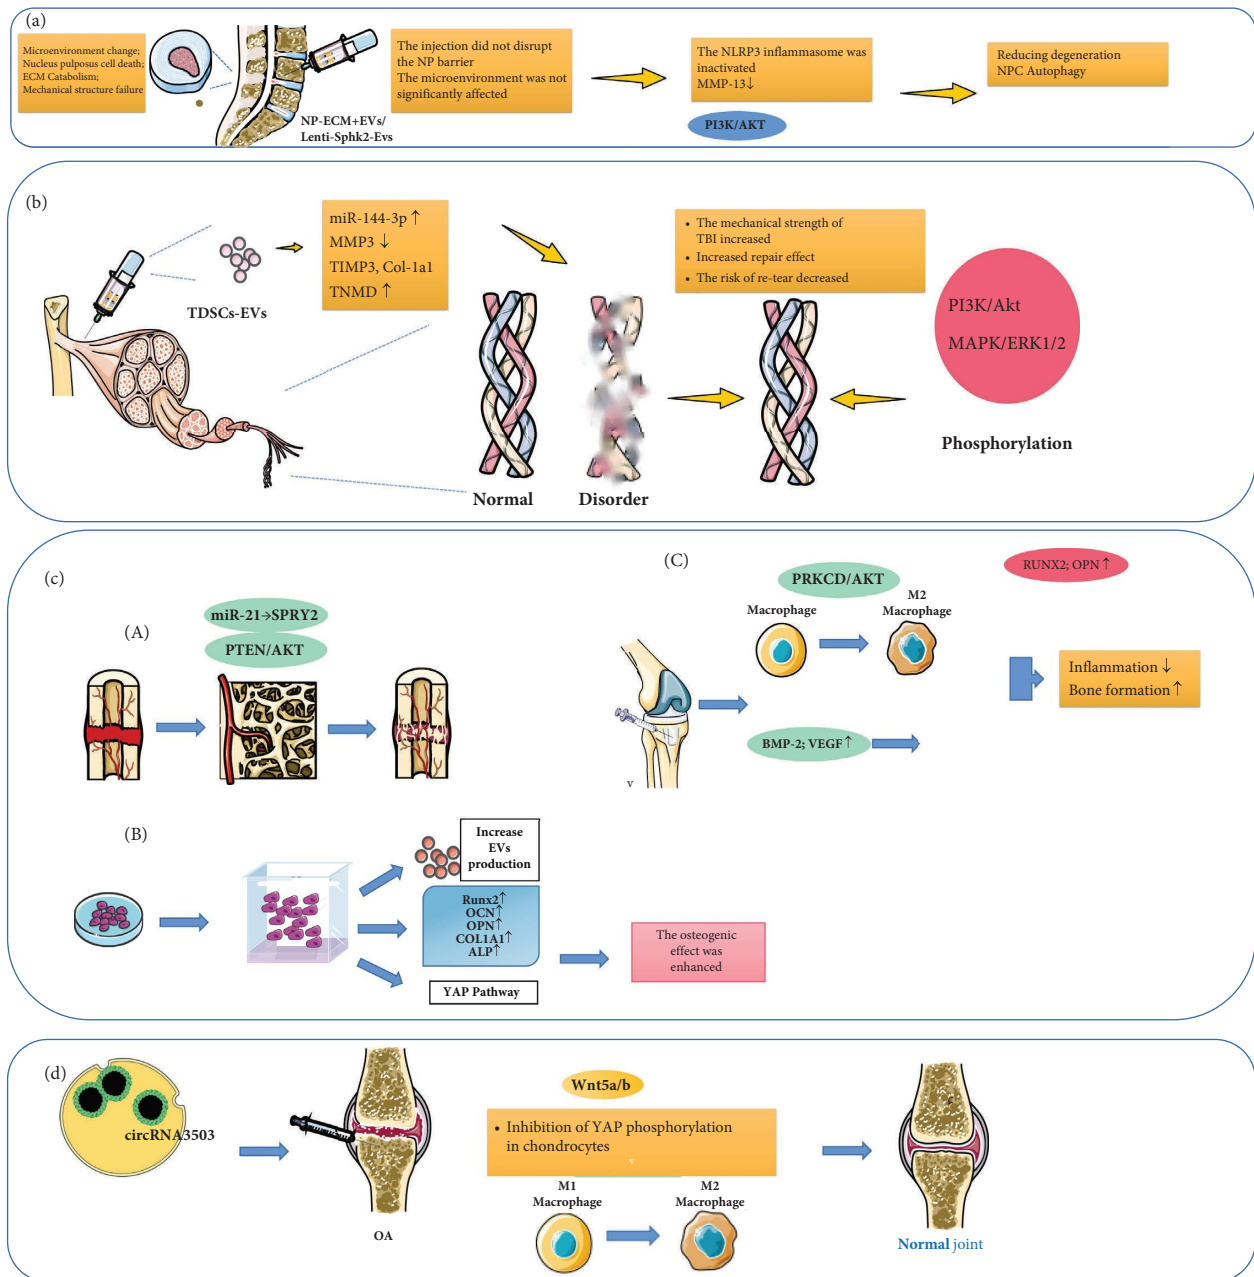 (a)
Microenvironment change;
Nucleus pulposus cell death;
ECM Catabolism;
Mechanical structure failure
NP-ECM+EVs/
Lenti-Sphk2-Evs
The injection did not disrupt
the NP barrier
The microenvironment was not
significantly affected
The NLRP3 inflammasome was
inactivated
MMP-13↓
PI3K/AKT
Reducing degeneration
NPC Autophagy
(b)
TDSCs-EVs
miR-144-3p ↑
MMP3 ↓
TIMP3, Col-1a1
TNMD ↑
Normal
Disorder
• The mechanical strength of
TBI increased
• Increased repair effect
• The risk of re-tear decreased
PI3K/Akt
MAPK/ERK1/2
Phosphorylation
(c)
(A)
miR-21→SPRY2
PTEN/AKT
(B)
Increase
EVs
production
Runx2↑
OCN↑
OPN↑
COL1A1↑
ALP↑
YAP Pathway
The osteogenic
effect was
enhanced
(C)
PRKCD/AKT
Macrophage
M2
Macrophage
v
BMP-2; VEGF↑
RUNX2; OPN↑
Inflammation ↓
Bone formation ↑
(d)
circRNA3503
OA
Wnt5a/b
• Inhibition of YAP phosphorylation
in chondrocytes
v
M1
Macrophage
M2
Macrophage
Normal joint